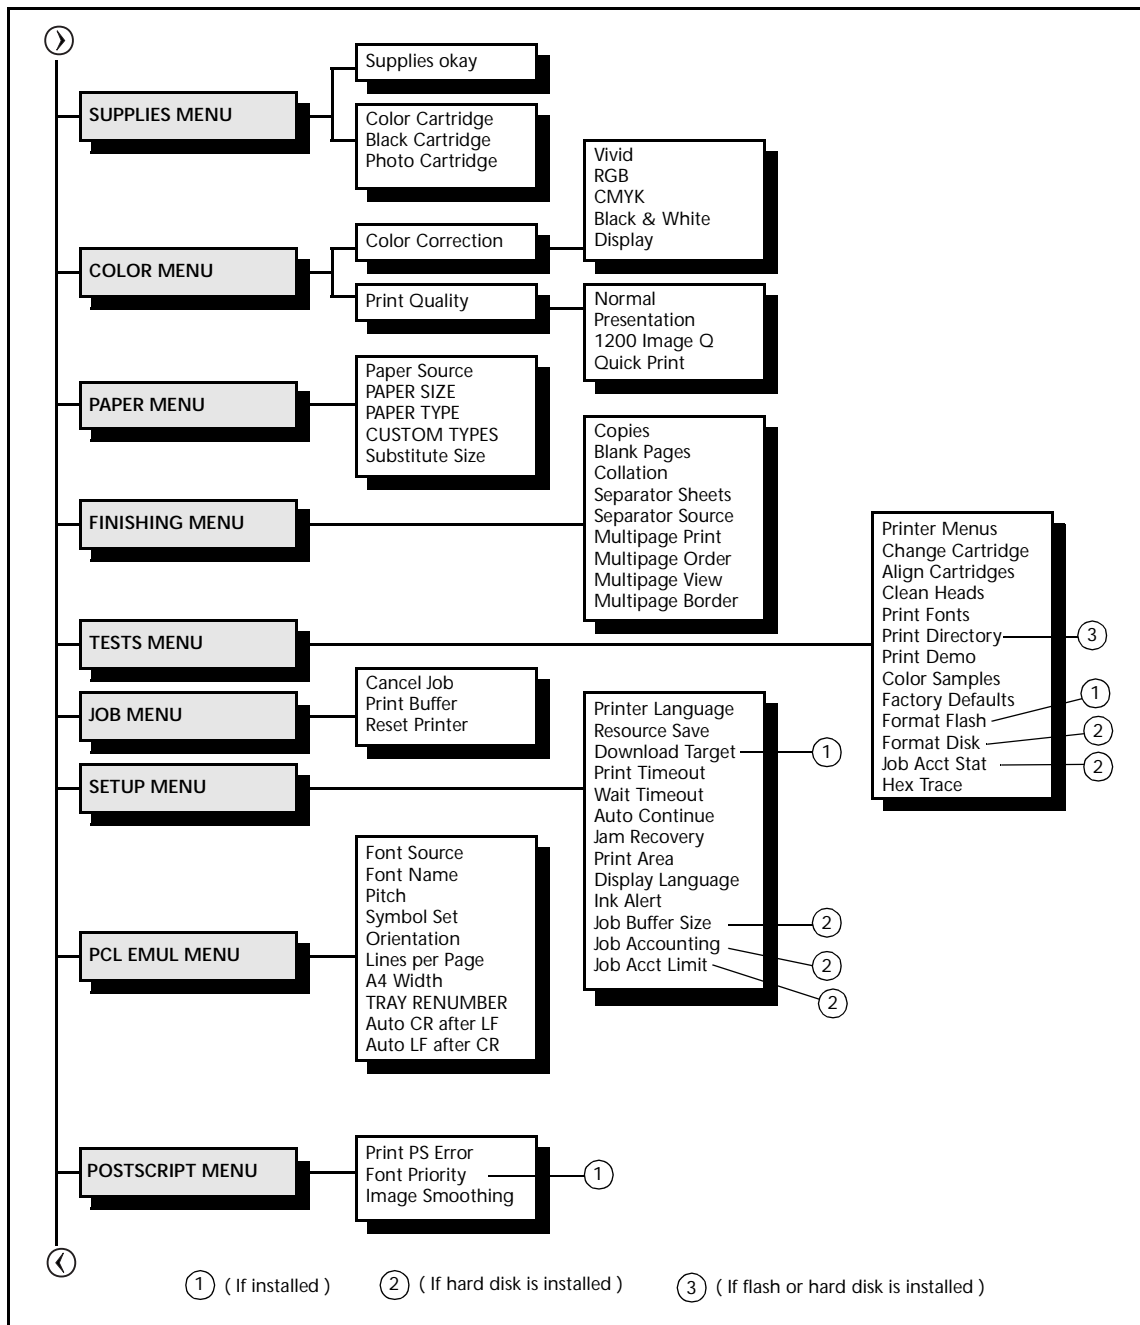 SUPPLIES MENU
Supplies okay
Color Cartridge
Black Cartridge
Photo Cartridge
COLOR MENU
Color Correction
Vivid
RGB
CMYK
Black & White
Display
Print Quality
Normal
Presentation
1200 Image Q
Quick Print
PAPER MENU
Paper Source
PAPER SIZE
PAPER TYPE
CUSTOM TYPES
Substitute Size
FINISHING MENU
Copies
Blank Pages
Collation
Separator Sheets
Separator Source
Multipage Print
Multipage Order
Multipage View
Multipage Border
TESTS MENU
Printer Menus
Change Cartridge
Align Cartridges
Clean Heads
Print Fonts
Print Directory 3
Print Demo
Color Samples
Factory Defaults
Format Flash 1
Format Disk 2
Job Acct Stat 2
Hex Trace
JOB MENU
Cancel Job
Print Buffer
Reset Printer
SETUP MENU
Printer Language
Resource Save
Download Target 1
Print Timeout
Wait Timeout
Auto Continue
Jam Recovery
Print Area
Display Language
Ink Alert
Job Buffer Size 2
Job Accounting 2
Job Acct Limit 2
PCL EMUL MENU
Font Source
Font Name
Pitch
Symbol Set
Orientation
Lines per Page
A4 Width
TRAY RENUMBER
Auto CR after LF
Auto LF after CR
POSTSCRIPT MENU
Print PS Error
Font Priority 1
Image Smoothing
1 ( If installed ) 2 ( If hard disk is installed ) 3 ( If flash or hard disk is installed )